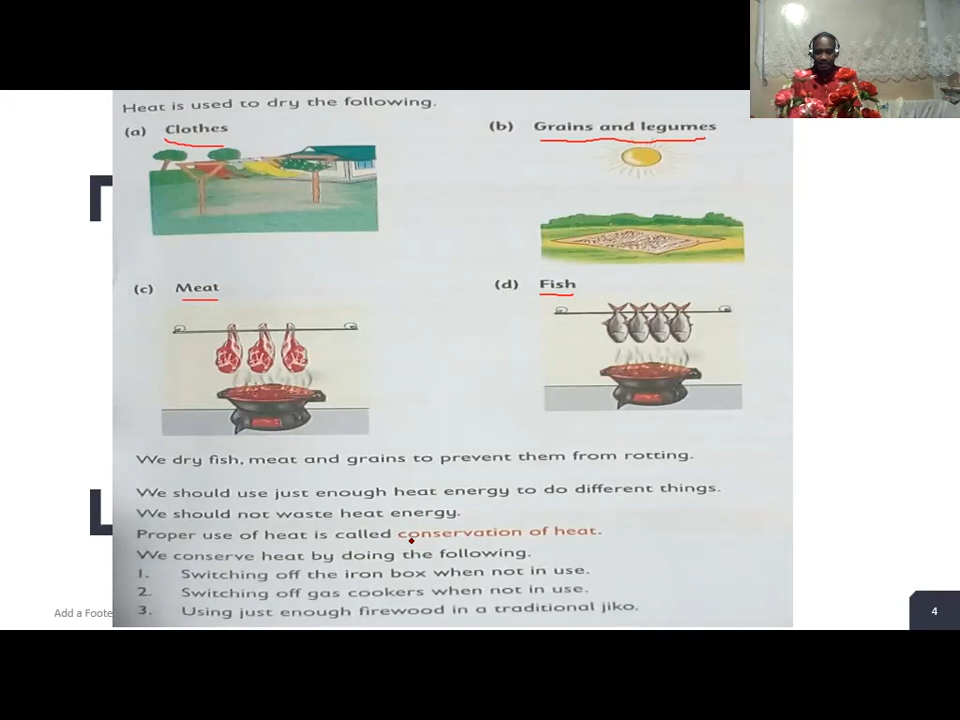 Heat is used to dry the following.
(a) Clothes
(b) Grains and legumes
(c) Meat
(d) Fish
We dry fish, meat and grains to prevent them from rotting.
We should use just enough heat energy to do different things.
We should not waste heat energy.
Proper use of heat is called conservation of heat.
We conserve heat by doing the following.
1. Switching off the iron box when not in use.
2. Switching off gas cookers when not in use.
3. Using just enough firewood in a traditional jiko.
Add a Foote
4